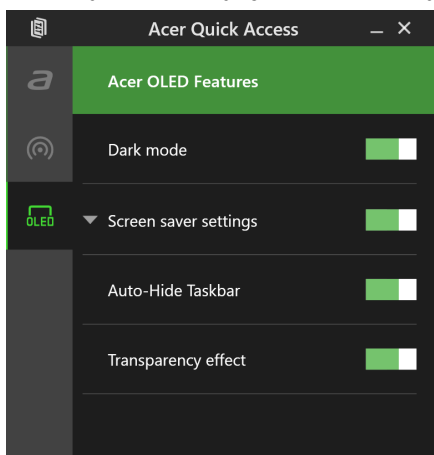 Acer Quick Access
Acer OLED Features
Dark mode
OLED
Screen saver settings
Auto-Hide Taskbar
Transparency effect